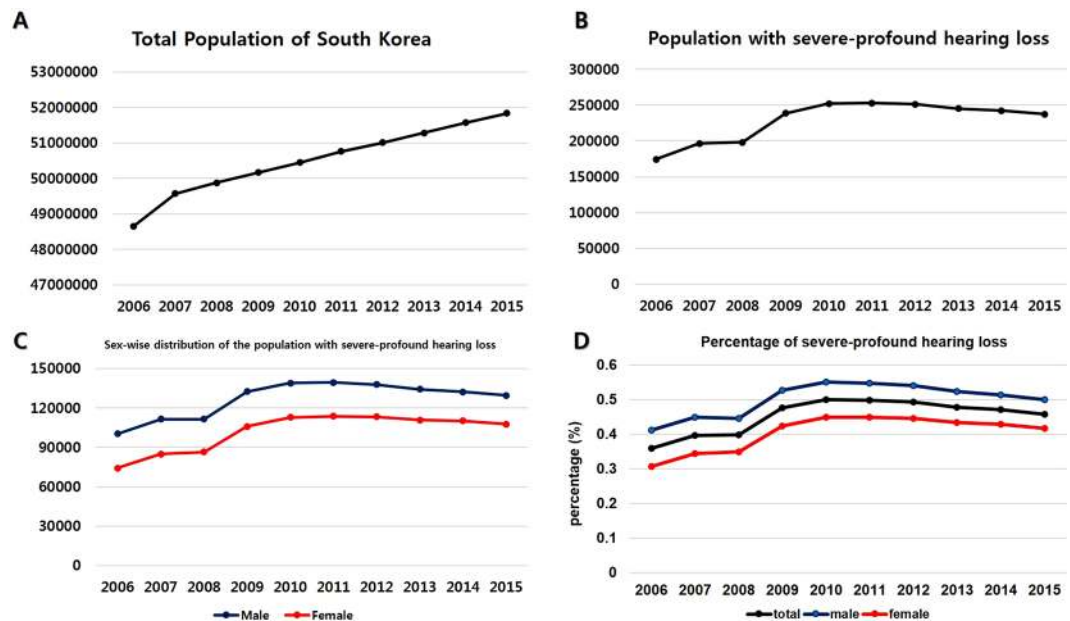 A
Total Population of South Korea
53000000
52000000
51000000
50000000
49000000
48000000
47000000
2006 2007 2008 2009 2010 2011 2012 2013 2014 2015
B
Population with severe-profound hearing loss
300000
250000
200000
150000
100000
50000
0
2006 2007 2008 2009 2010 2011 2012 2013 2014 2015
C
Sex-wise distribution of the population with severe-profound hearing loss
150000
120000
90000
60000
30000
0
2006 2007 2008 2009 2010 2011 2012 2013 2014 2015
Male Female
D
Percentage of severe-profound hearing loss
percentage (%)
0.6
0.5
0.4
0.3
0.2
0.1
0
2006 2007 2008 2009 2010 2011 2012 2013 2014 2015
total male female